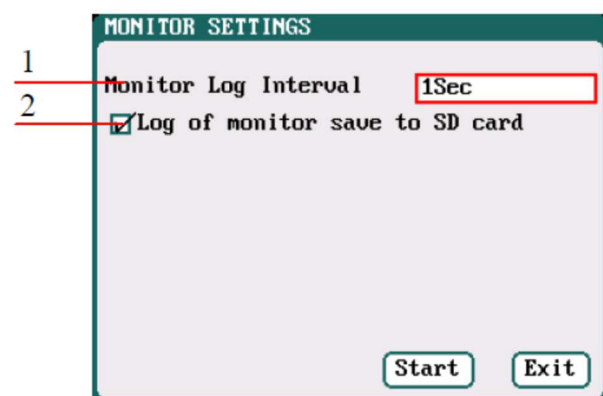 MONITOR SETTINGS
1
Monitor Log Interval 1Sec
2
Log of monitor save to SD card
Start Exit